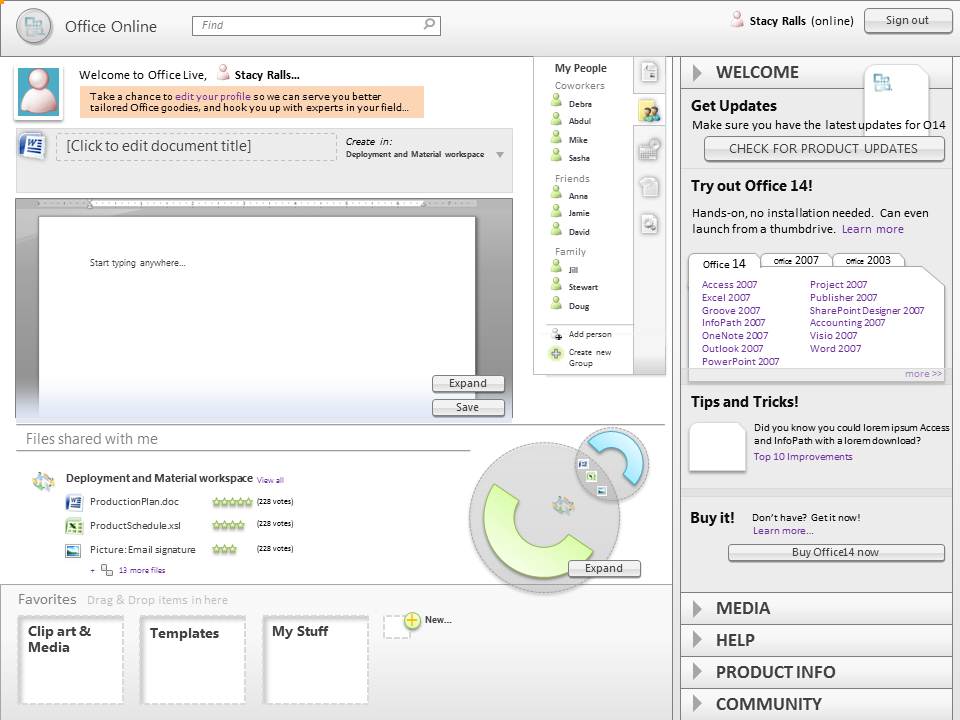 Office Online
Find
Stacy Ralls (online)
Sign out
Welcome to Office Live, Stacy Ralls...
Take a chance to edit your profile so we can serve you better
tailored Office goodies, and hook you up with experts in your field...
[Click to edit document title]
Create in:
Deployment and Material workspace
Start typing anywhere...
Expand
Save
My People
Coworkers
Debra
Abdul
Mike
Sasha
Friends
Anna
Jamie
David
Family
Jill
Stewart
Doug
Add person
Create new
Group
Files shared with me
Deployment and Material workspace View all
ProductionPlan.doc (228 votes)
ProductSchedule.xsl (228 votes)
Picture: Email signature (228 votes)
+ 13 more files
Expand
Favorites Drag & Drop items in here
Clip art &
Media
Templates
My Stuff
New...
WELCOME
Get Updates
Make sure you have the latest updates for O14
CHECK FOR PRODUCT UPDATES
Try out Office 14!
Hands-on, no installation needed. Can even
launch from a thumbdrive. Learn more
Office 14
Office 2007
Office 2003
Access 2007
Excel 2007
Groove 2007
InfoPath 2007
OneNote 2007
Outlook 2007
PowerPoint 2007
Project 2007
Publisher 2007
SharePoint Designer 2007
Accounting 2007
Visio 2007
Word 2007
more >>
Tips and Tricks!
Did you know you could lorem ipsum Access
and InfoPath with a lorem download?
Top 10 Improvements
Buy it!
Don't have? Get it now!
Learn more...
Buy Office14 now
MEDIA
HELP
PRODUCT INFO
COMMUNITY